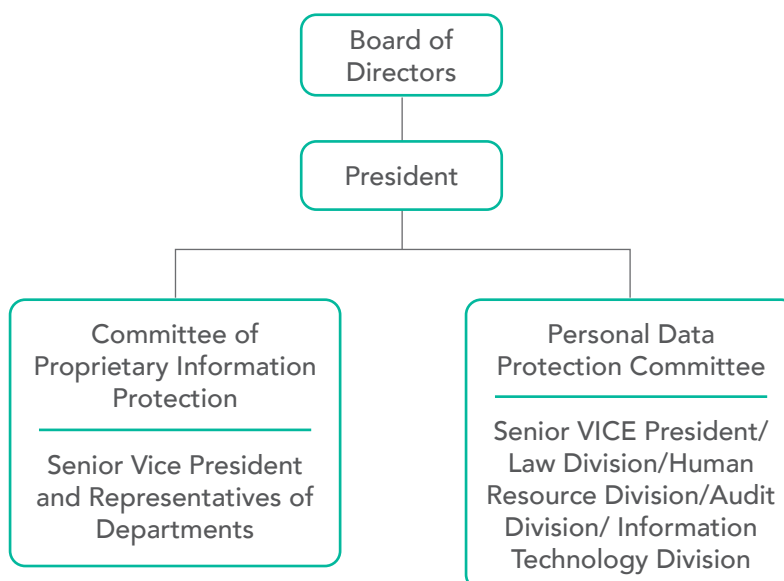 Board of
Directors
President
Committee of
Proprietary Information
Protection
Senior Vice President
and Representatives of
Departments
Personal Data
Protection Committee
Senior VICE President/
Law Division/Human
Resource Division/Audit
Division/ Information
Technology Division